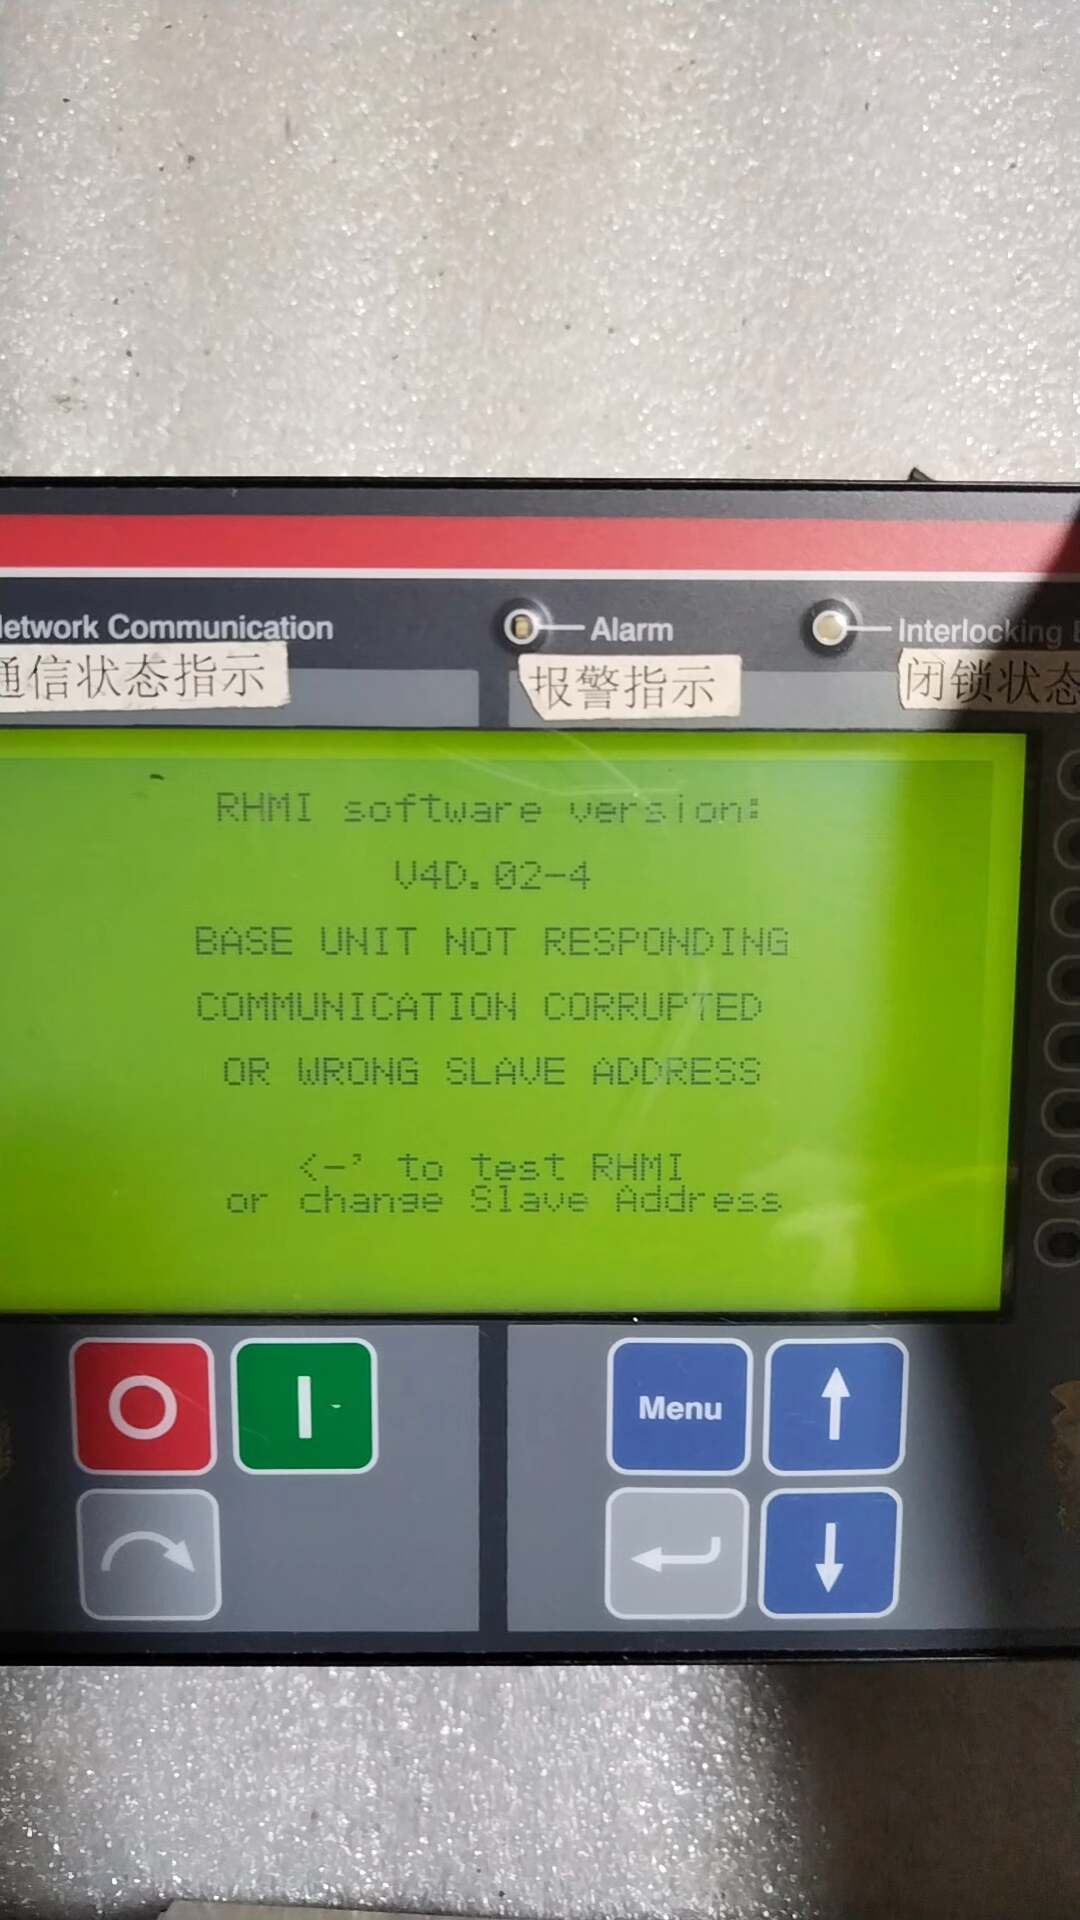 Network Communication
Alarm
Interlocking
通信状态指示
报警指示
闭锁状态
RHMI software version:
V4D.02-4
BASE UNIT NOT RESPONDING
COMMUNICATION CORRUPTED
OR WRONG SLAVE ADDRESS
<-' to test RHMI
or change Slave Address
Menu